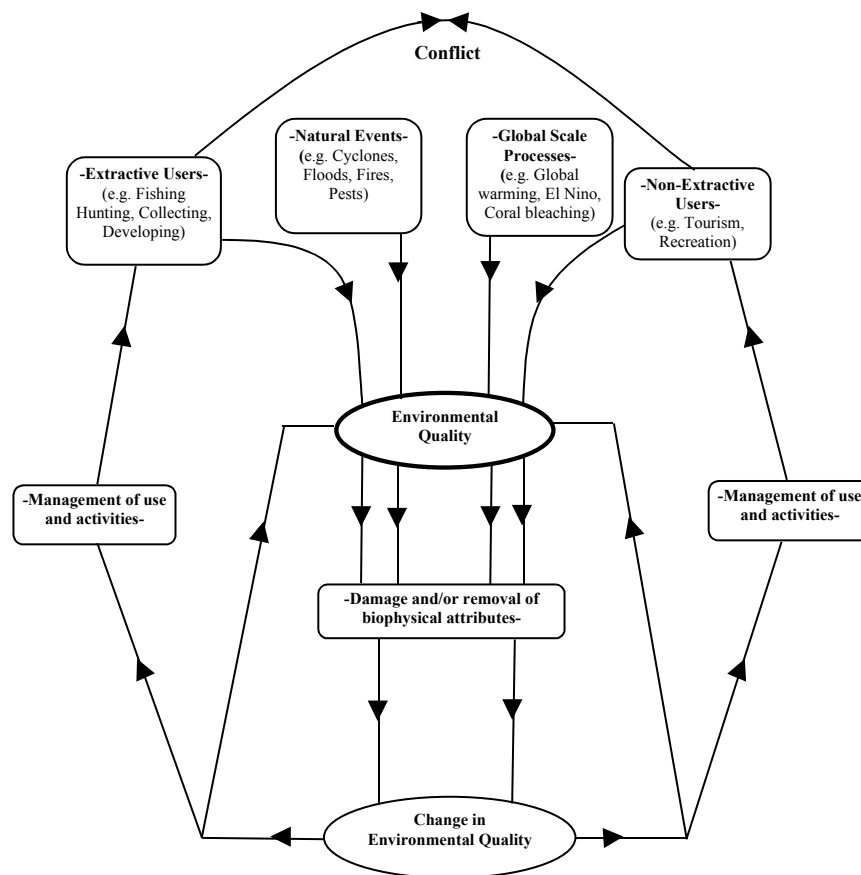 Conflict
-Extractive Users-
(e.g. Fishing
Hunting, Collecting,
Developing)
-Natural Events-
(e.g. Cyclones,
Floods, Fires,
Pests)
-Global Scale
Processes-
(e.g. Global
warming, El Nino,
Coral bleaching)
-Non-Extractive
Users-
(e.g. Tourism,
Recreation)
Environmental
Quality
-Management of use
and activities-
-Management of use
and activities-
-Damage and/or removal of
biophysical attributes-
Change in
Environmental Quality